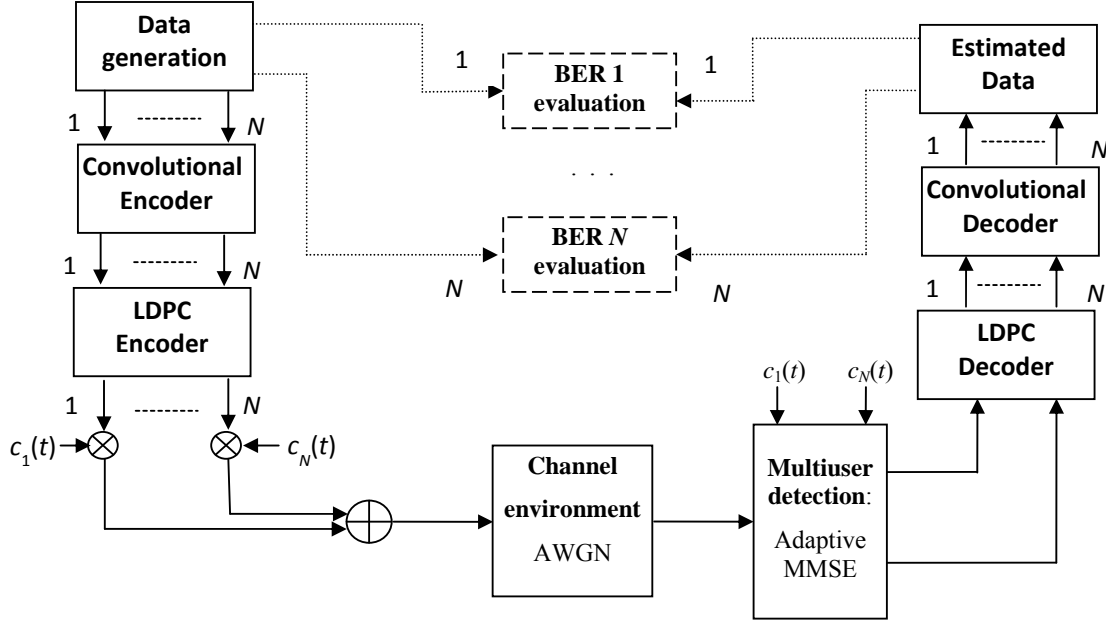 Data
generation
1
N
Convolutional
Encoder
1
N
LDPC
Encoder
1
N
c1(t)
cN(t)
1
BER 1
evaluation
1
. . .
BER N
evaluation
N
N
Channel
environment
AWGN
c1(t)
cN(t)
Multiuser
detection:
Adaptive
MMSE
Estimated
Data
1
N
Convolutional
Decoder
1
N
LDPC
Decoder